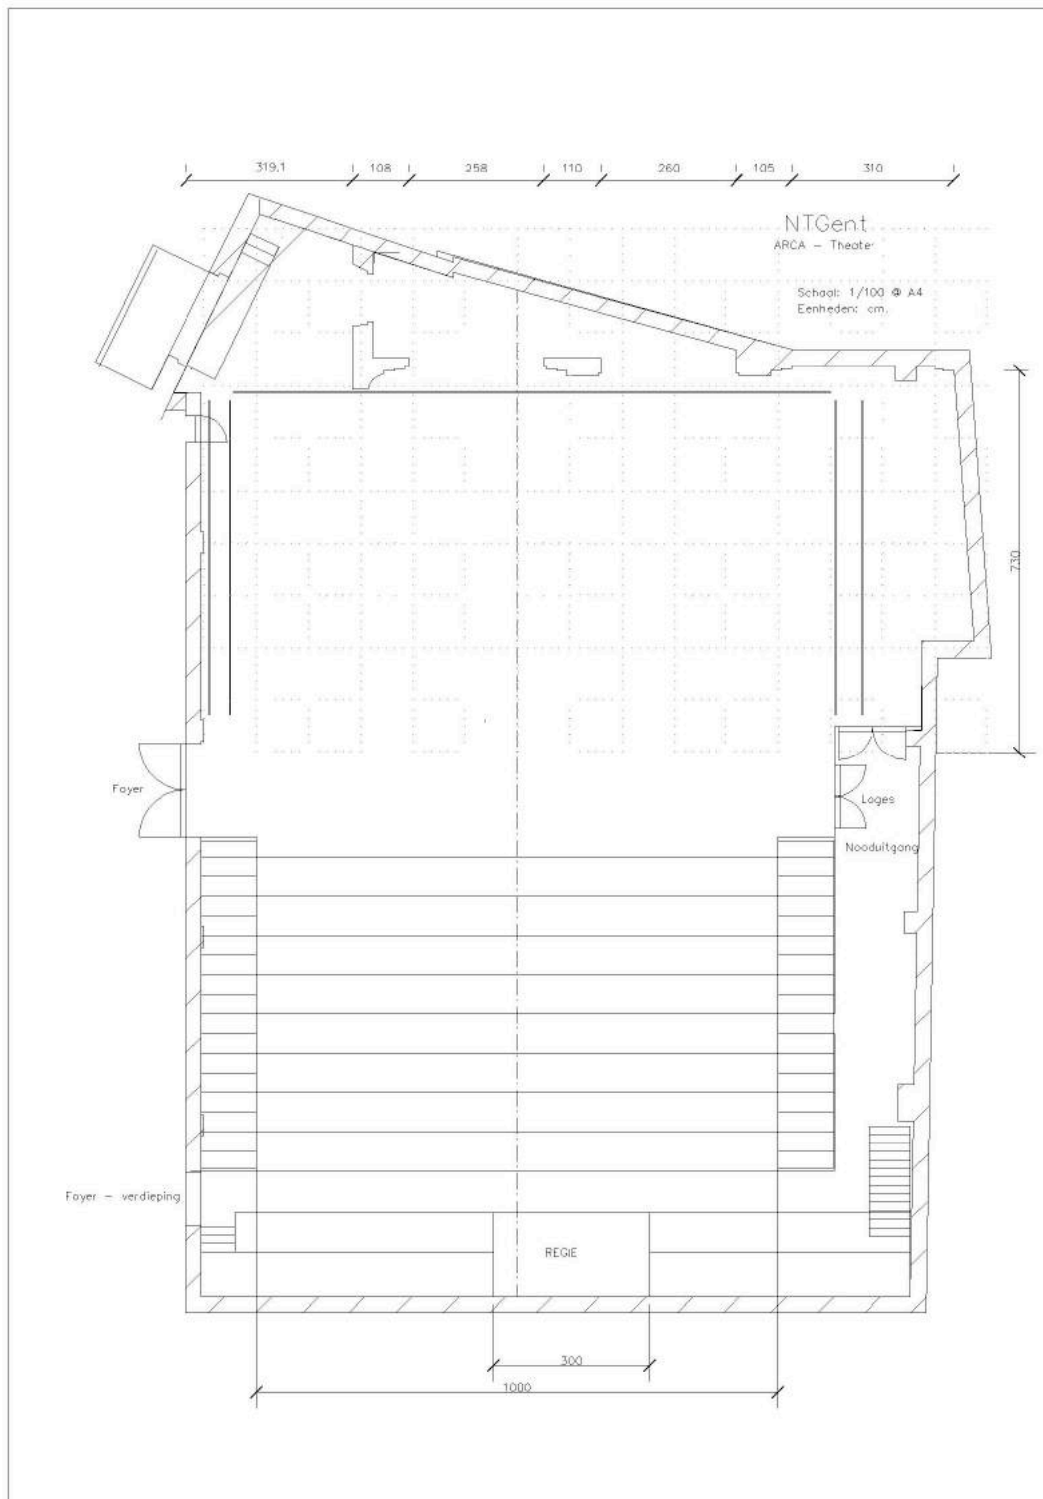 319.1 108 258 110 260 105 310
NTGent
ARCA - Theater
Schaal: 1/100 @ A4
Eenheden: cm.
730
Foyer
Loges
Nooduitgang
Foyer - verdieping
REGIE
300
1000